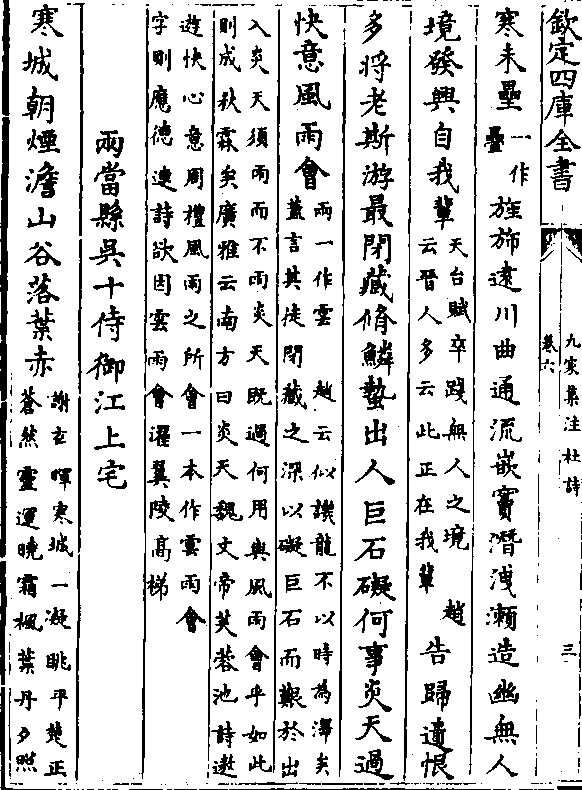 欽定四庫全書
九家集注杜詩
卷六
三
寒未壘一作壨旌斾遠川曲通流嵌竇潛洩瀨造幽無人
境發興自我輩天台賦卒踐無人之境 趙云晉人多云此正在我輩告歸遺恨
多將老斯游最閉藏脩鱗蟄出入巨石礙何事炎天過
快意風雨會雨一作雲 趙云似譏龍不以時為澤矣蓋言其徒閉藏之深以礙巨石而艱於出
入炎天須雨而不雨炎天既過何用與風雨會乎如此則成秋霖矣廣雅云南方曰炎天魏文帝芙蓉池詩遨
遊快心意周禮風雨之所會一本作雲雨會字則應德連詩欲因雲雨會濯翼陵高梯
兩當縣吳十侍御江上宅
寒城朝煙澹山谷落葉赤謝玄暉寒城一凝眺平楚正蒼然靈運曉霜楓葉丹夕熙